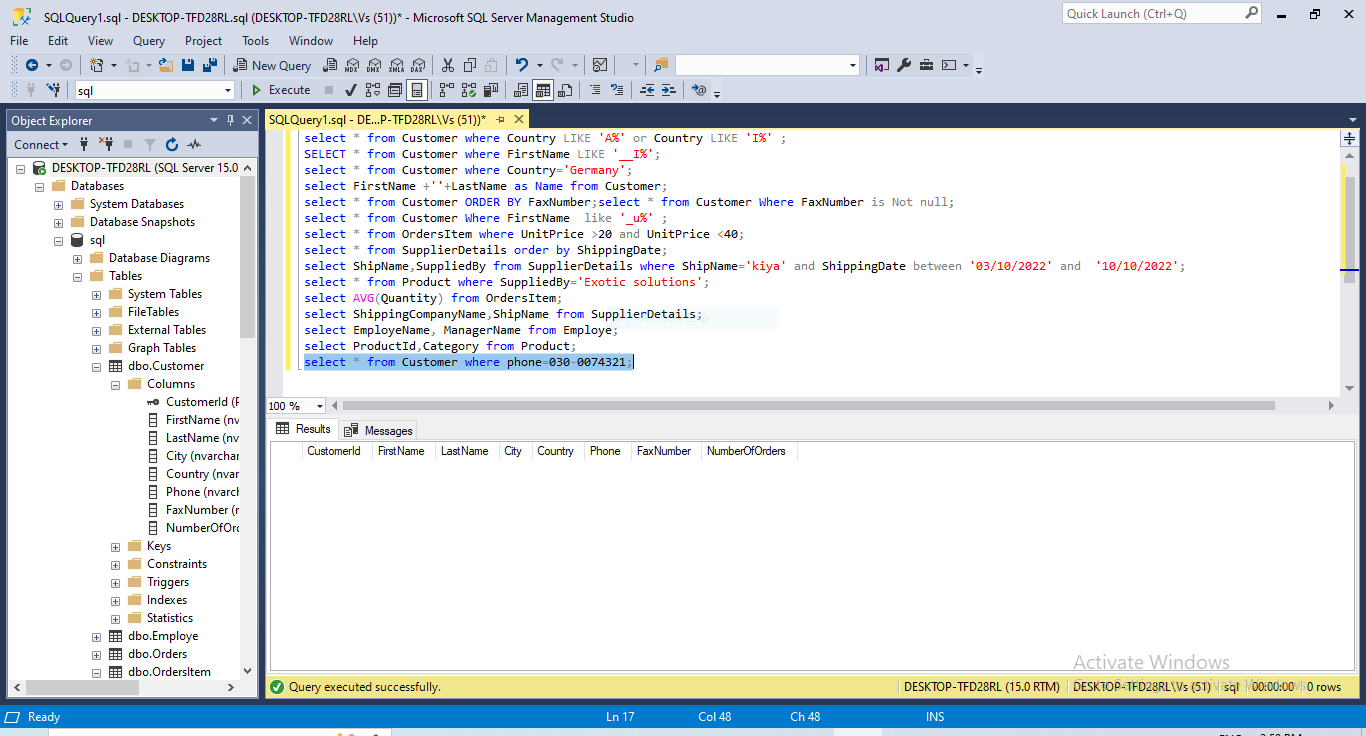 SQLQuery1.sql - DESKTOP-TFD28RL.sql (DESKTOP-TFD28RL\Vs (51))* - Microsoft SQL Server Management Studio
Quick Launch (Ctrl+Q)
File Edit View Query Project Tools Window Help
New Query MDX DMX XMLA DAX
sql Execute
Object Explorer
SQLQuery1.sql - DE...P-TFD28RL\Vs (51))*
Connect
DESKTOP-TFD28RL (SQL Server 15.0
Databases
System Databases
Database Snapshots
sql
Database Diagrams
Tables
System Tables
FileTables
External Tables
Graph Tables
dbo.Customer
Columns
CustomerId (F
FirstName (nv
LastName (nv
City (nvarchar
Country (nvar
Phone (nvarch
FaxNumber (r
NumberOfOrd
Keys
Constraints
Triggers
Indexes
Statistics
dbo.Employe
dbo.Orders
dbo.OrdersItem
select * from Customer where Country LIKE 'A%' or Country LIKE 'I%' ;
SELECT * from Customer where FirstName LIKE '__I%';
select * from Customer where Country='Germany';
select FirstName +''+LastName as Name from Customer;
select * from Customer ORDER BY FaxNumber;select * from Customer Where FaxNumber is Not null;
select * from Customer Where FirstName  like '_u%' ;
select * from OrdersItem where UnitPrice >20 and UnitPrice <40;
select * from SupplierDetails order by ShippingDate;
select ShipName,SuppliedBy from SupplierDetails where ShipName='kiya' and ShippingDate between '03/10/2022' and  '10/10/2022';
select * from Product where SuppliedBy='Exotic solutions';
select AVG(Quantity) from OrdersItem;
select ShippingCompanyName,ShipName from SupplierDetails;
select EmployeName, ManagerName from Employe;
select ProductId,Category from Product;
select * from Customer where phone=030-0074321;
100 %
Results Messages
CustomerId FirstName LastName City Country Phone FaxNumber NumberOfOrders
Activate Windows
Query executed successfully.
DESKTOP-TFD28RL (15.0 RTM) DESKTOP-TFD28RL\Vs (51) sql 00:00:00 0 rows
Ready Ln 17 Col 48 Ch 48 INS